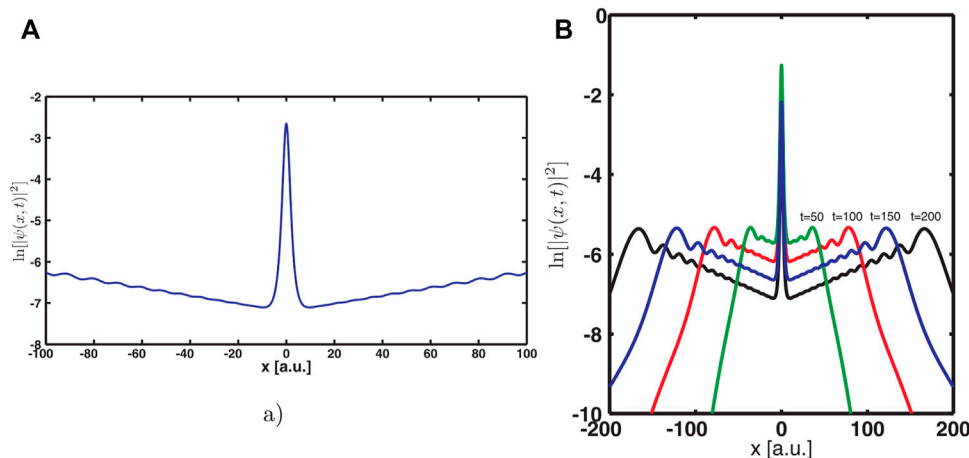 A
-2
-3
-4
-5
-6
-7
-8
ln[|ψ(x, t)|²]
-100 -80 -60 -40 -20 0 20 40 60 80 100
x [a.u.]
a)
B
0
-2
-4
-6
-8
-10
ln[|ψ(x, t)|²]
t=50 t=100 t=150 t=200
-200 -100 0 100 200
x [a.u.]